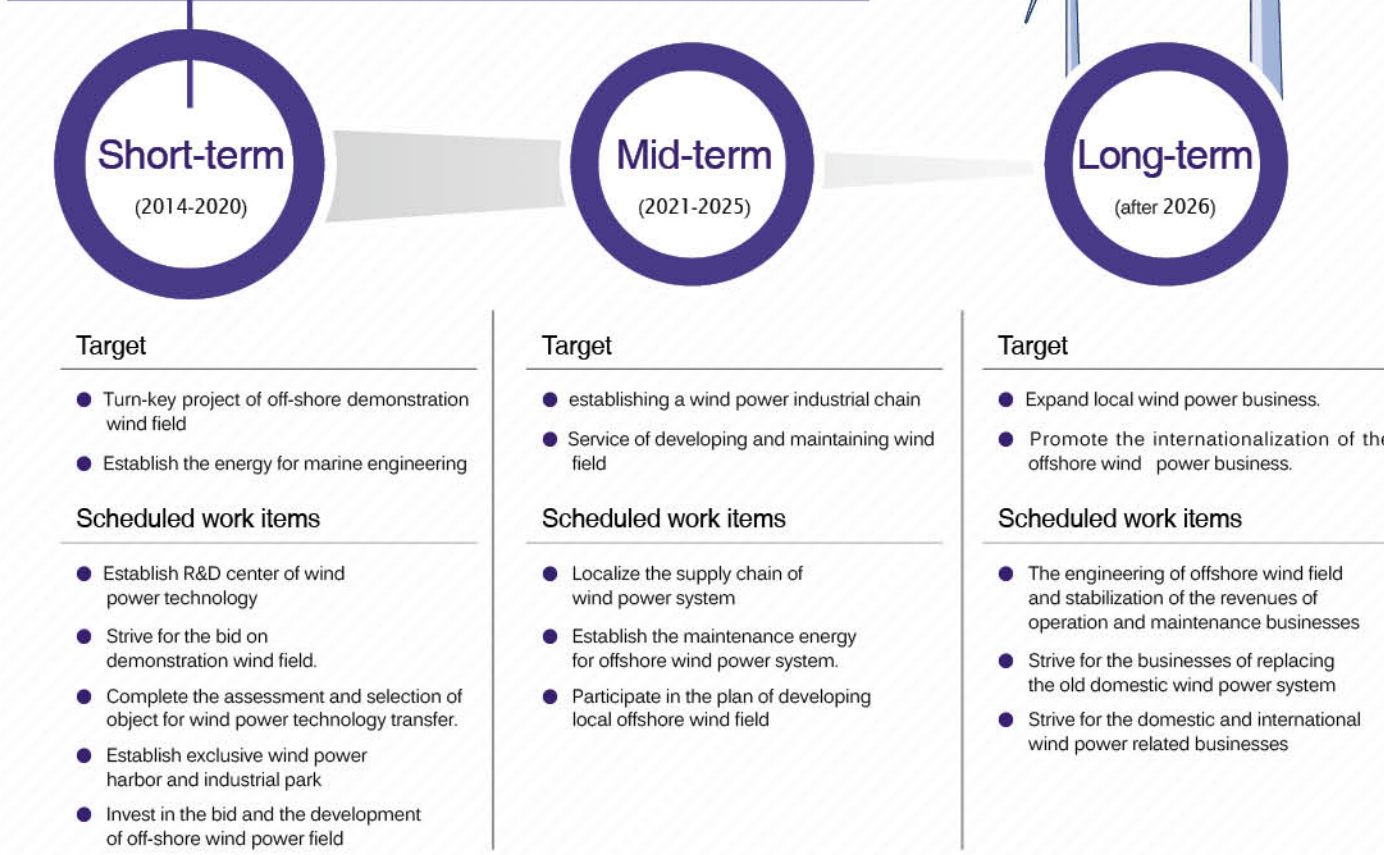 Short-term
(2014-2020)
Mid-term
(2021-2025)
Long-term
(after 2026)
Target
Turn-key project of off-shore demonstration
wind field
Establish the energy for marine engineering
Scheduled work items
Establish R&D center of wind
power technology
Strive for the bid on
demonstration wind field.
Complete the assessment and selection of
object for wind power technology transfer.
Establish exclusive wind power
harbor and industrial park
Invest in the bid and the development
of off-shore wind power field
Target
establishing a wind power industrial chain
Service of developing and maintaining wind
field
Scheduled work items
Localize the supply chain of
wind power system
Establish the maintenance energy
for offshore wind power system.
Participate in the plan of developing
local offshore wind field
Target
Expand local wind power business.
Promote the internationalization of the
offshore wind power business.
Scheduled work items
The engineering of offshore wind field
and stabilization of the revenues of
operation and maintenance businesses
Strive for the businesses of replacing
the old domestic wind power system
Strive for the domestic and international
wind power related businesses